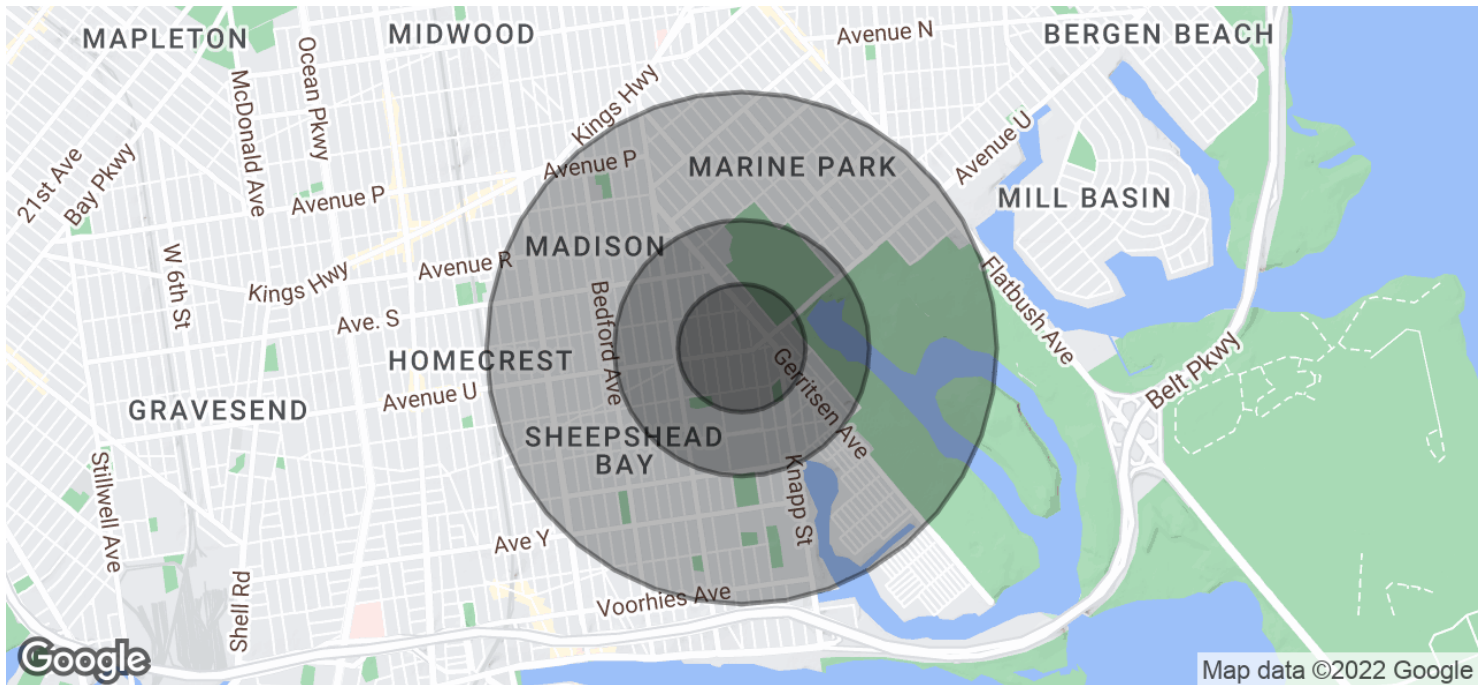 MAPLETON
MIDWOOD
Avenue N
BERGEN BEACH
Ocean Pkwy
McDonald Ave
Kings Hwy
21st Ave
Bay Pkwy
Avenue P
Avenue P
MARINE PARK
Avenue U
MILL BASIN
W 6th St
Kings Hwy
Avenue R
MADISON
Ave. S
Bedford Ave
Flatbush Ave
HOMECREST
Avenue U
Gerritsen Ave
Belt Pkwy
GRAVESEND
SHEEPSHEAD
BAY
Stillwell Ave
Knapp St
Ave Y
Shell Rd
Voorhies Ave
Google
Map data ©2022 Google